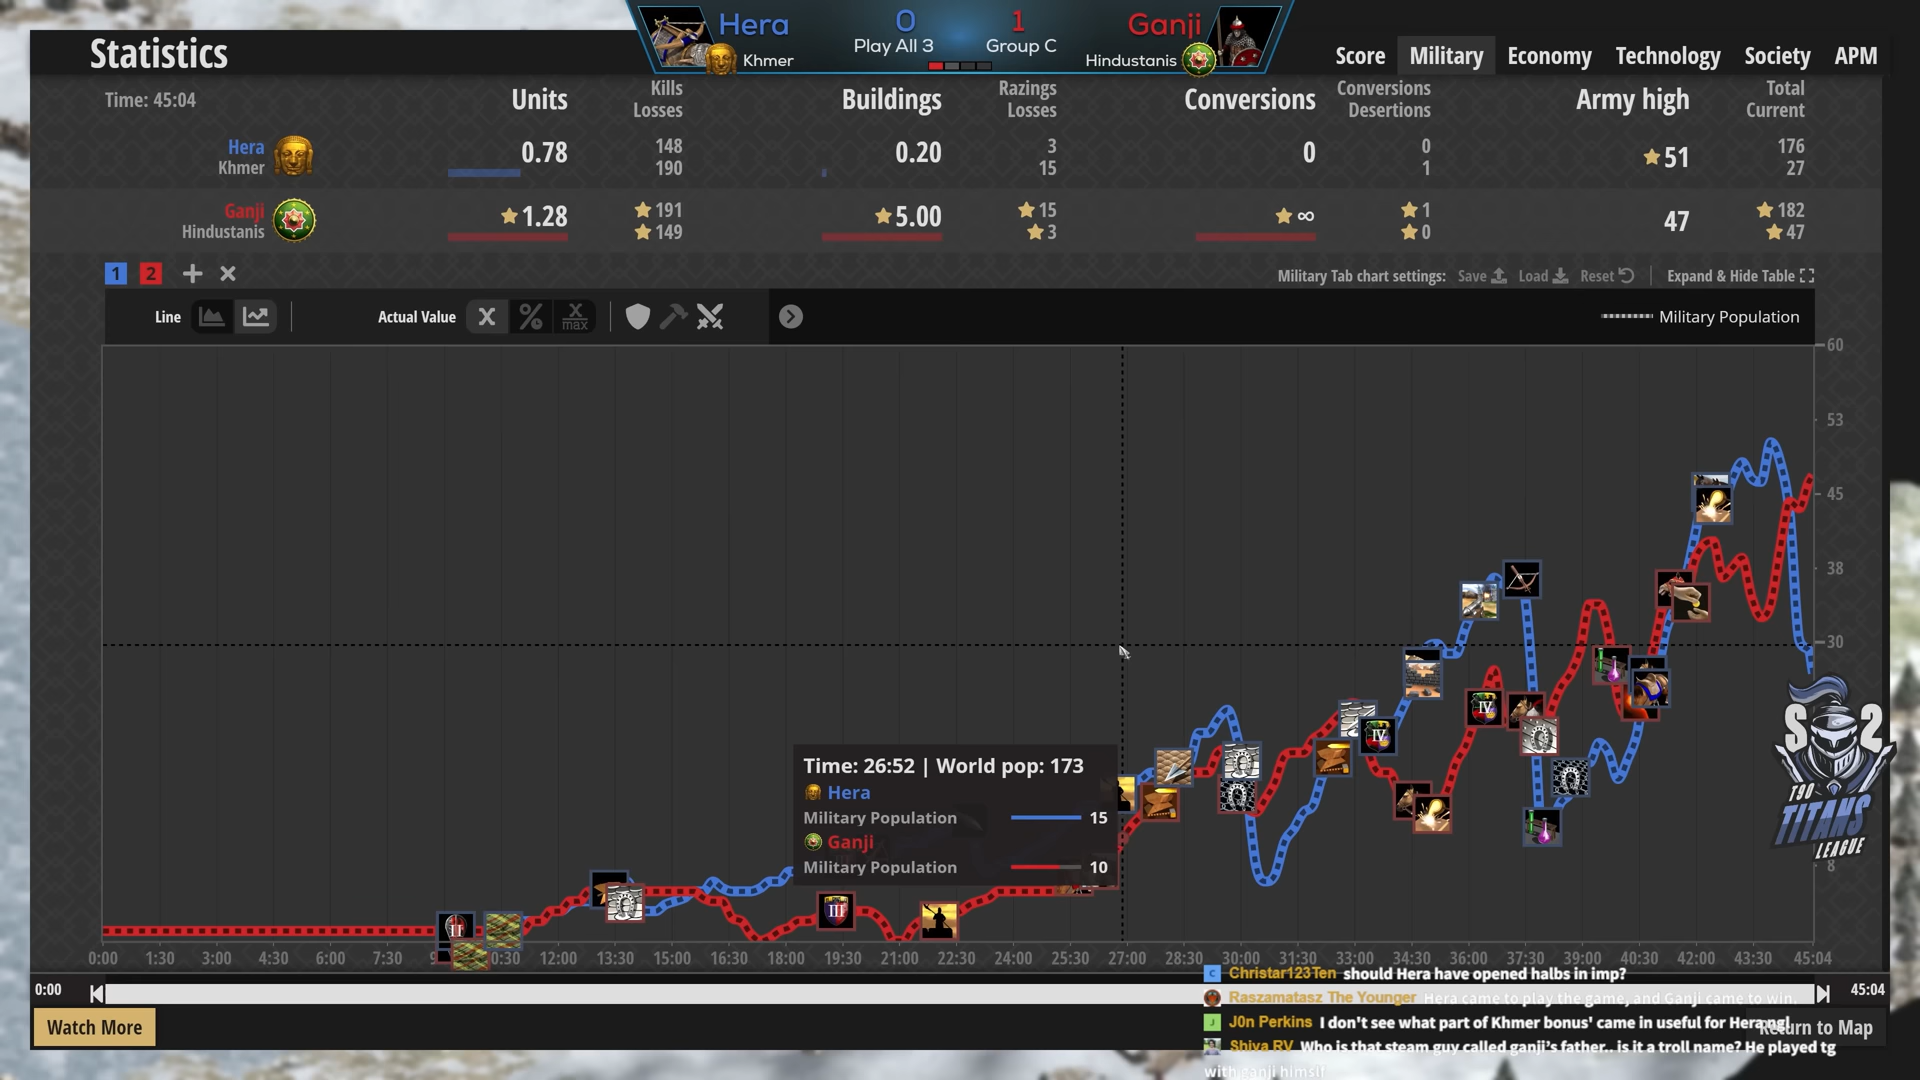 Statistics
Hera
Khmer
0
Play All 3
1
Group C
Ganji
Hindustanis
Score
Military
Economy
Technology
Society
APM
Time: 45:04
Units
Kills
Losses
Buildings
Razings
Losses
Conversions
Conversions
Desertions
Army high
Total
Current
Hera
Khmer
0.78
148
190
0.20
3
15
0
0
1
51
176
27
Ganji
Hindustanis
1.28
191
149
5.00
15
3
∞
1
0
47
182
47
1 2
Military Tab chart settings:
Save
Load
Reset
Expand & Hide Table
Line
Actual Value
X
%
X
max
Military Population
60
53
45
38
30
8
IV
IV
III
II
Time: 26:52 | World pop: 173
Hera
Military Population 15
Ganji
Military Population 10
S2
T90
TITANS
LEAGUE
0:00 1:30 3:00 4:30 6:00 7:30 0:30 12:00 13:30 15:00 16:30 18:00 19:30 21:00 22:30 24:00 25:30 27:00 28:30 30:00 31:30 33:00 34:30 36:00 37:30 39:00 40:30 42:00 43:30 45:04
0:00
45:04
Watch More
Return to Map
Christar123Ten should Hera have opened halbs in imp?
Raszamatasz The Younger Hera came to play the game, and Ganji came to win.
J0n Perkins I don't see what part of Khmer bonus' came in useful for Hera ngl
Shiva RV Who is that steam guy called ganji's father.. is it a troll name? He played tg
with ganji himslf